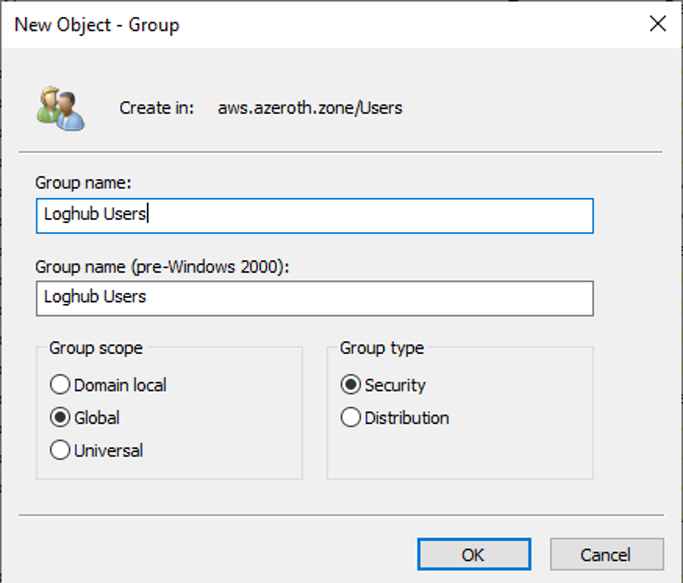 New Object - Group
Create in: aws.azeroth.zone/Users
Group name:
Loghub Users
Group name (pre-Windows 2000):
Loghub Users
Group scope
Domain local
Global
Universal
Group type
Security
Distribution
OK Cancel